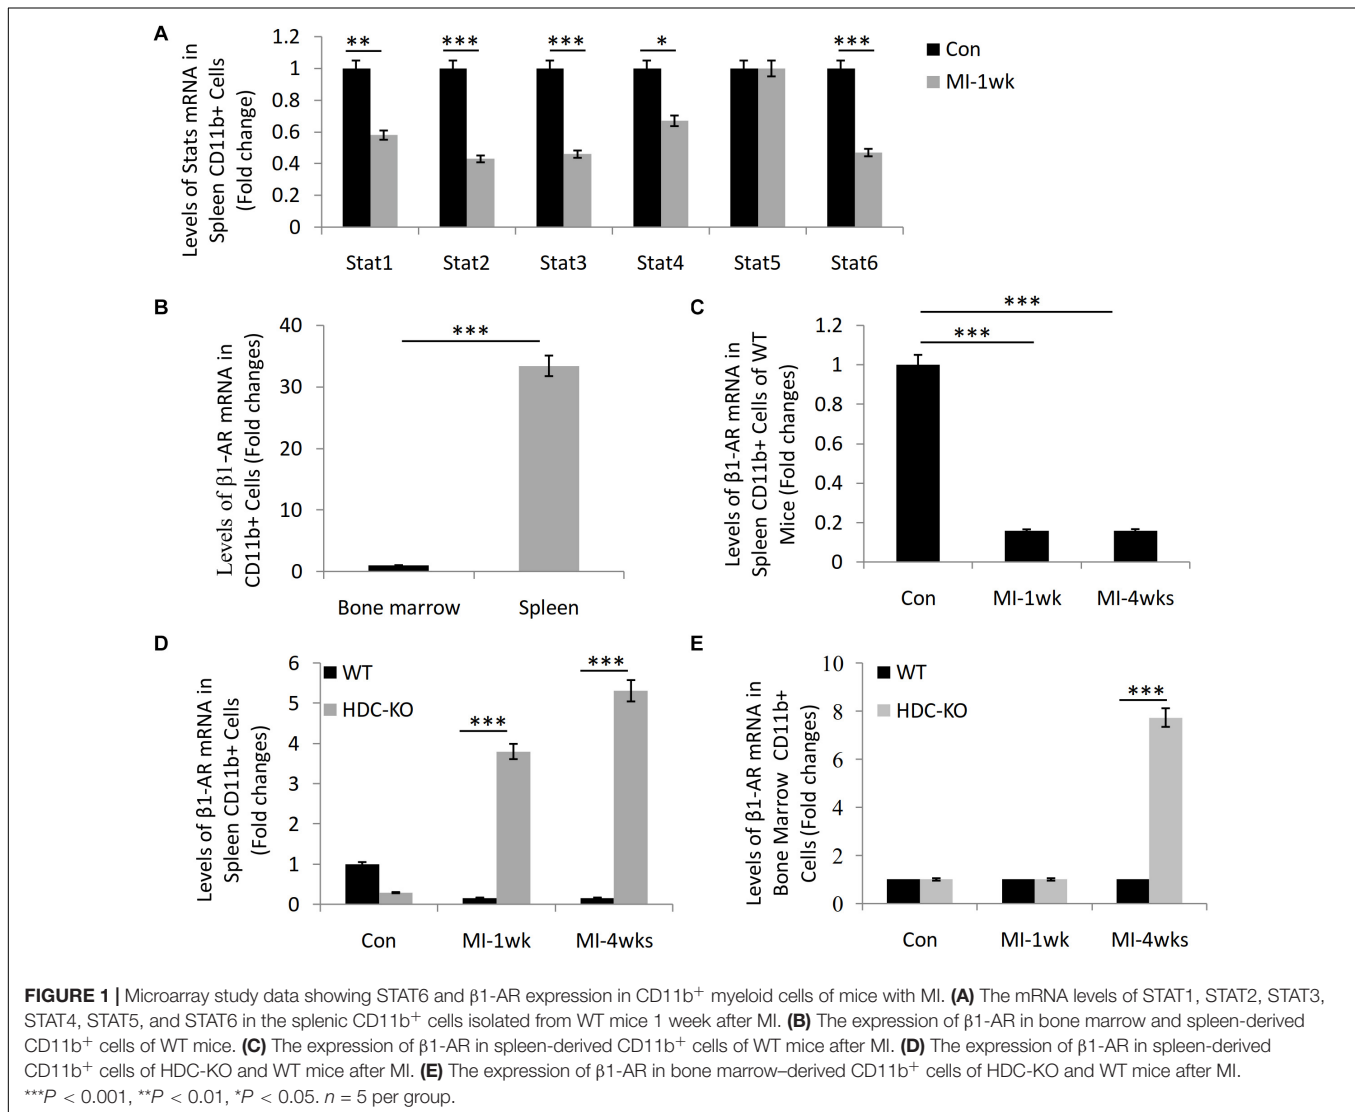 A
Levels of Stats mRNA in
Spleen CD11b+ Cells
(Fold change)
1.2
1
0.8
0.6
0.4
0.2
0
** *** *** * ***
Con
MI-1wk
Stat1 Stat2 Stat3 Stat4 Stat5 Stat6
B
Levels of β1-AR mRNA in
CD11b+ Cells (Fold changes)
40
30
20
10
0
***
Bone marrow Spleen
C
Levels of β1-AR mRNA in
Spleen CD11b+ Cells of WT
Mice (Fold changes)
1.2
1
0.8
0.6
0.4
0.2
0
***
***
Con MI-1wk MI-4wks
D
Levels of β1-AR mRNA in
Spleen CD11b+ Cells
(Fold changes)
6
5
4
3
2
1
0
WT
HDC-KO
***
***
Con MI-1wk MI-4wks
E
Levels of β1-AR mRNA in
Bone Marrow CD11b+
Cells (Fold changes)
10
8
6
4
2
0
WT
HDC-KO
***
Con MI-1wk MI-4wks
FIGURE 1 | Microarray study data showing STAT6 and β1-AR expression in CD11b+ myeloid cells of mice with MI. (A) The mRNA levels of STAT1, STAT2, STAT3,
STAT4, STAT5, and STAT6 in the splenic CD11b+ cells isolated from WT mice 1 week after MI. (B) The expression of β1-AR in bone marrow and spleen-derived
CD11b+ cells of WT mice. (C) The expression of β1-AR in spleen-derived CD11b+ cells of WT mice after MI. (D) The expression of β1-AR in spleen-derived
CD11b+ cells of HDC-KO and WT mice after MI. (E) The expression of β1-AR in bone marrow–derived CD11b+ cells of HDC-KO and WT mice after MI.
***P < 0.001, **P < 0.01, *P < 0.05. n = 5 per group.